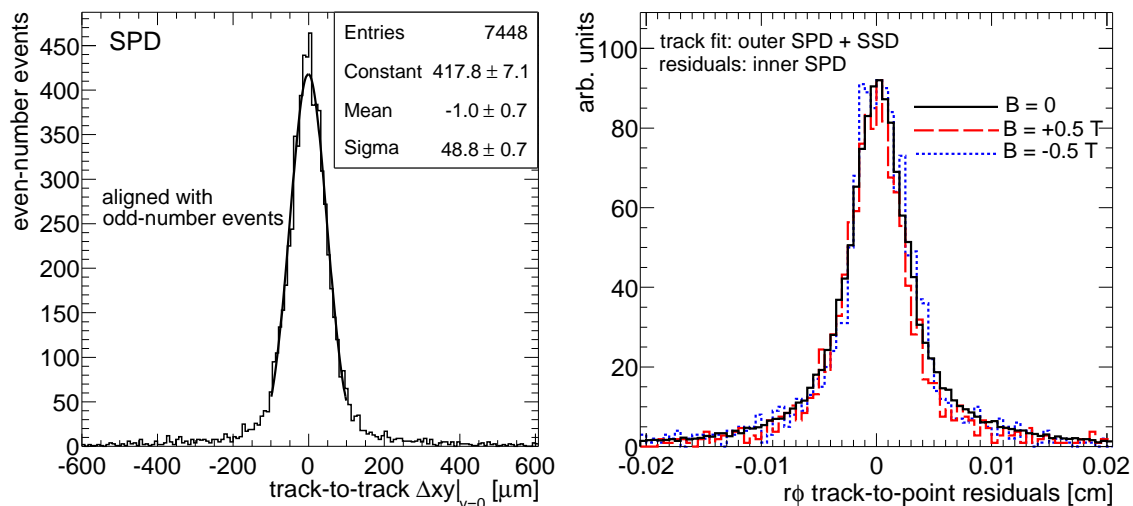 SPD
Entries 7448
Constant 417.8 ± 7.1
Mean -1.0 ± 0.7
Sigma 48.8 ± 0.7
aligned with
odd-number events
even-number events
450
400
350
300
250
200
150
100
50
0
-600 -400 -200 0 200 400 600
track-to-track Δxy|y=0 [μm]
track fit: outer SPD + SSD
residuals: inner SPD
B = 0
B = +0.5 T
B = -0.5 T
arb. units
100
80
60
40
20
0
-0.02 -0.01 0 0.01 0.02
rϕ track-to-point residuals [cm]